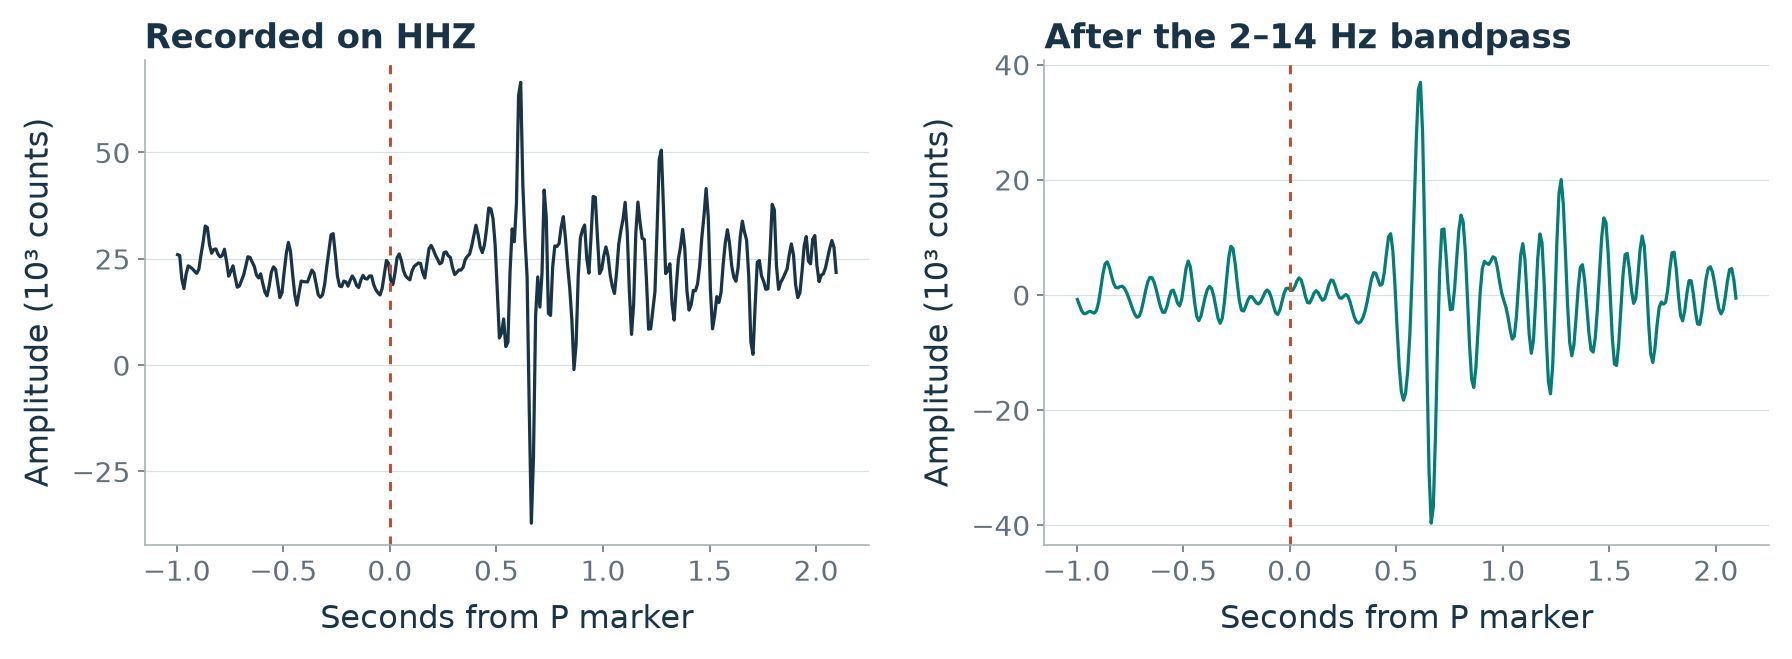 Recorded on HHZ
Amplitude (10³ counts)
50
25
0
−25
−1.0 −0.5 0.0 0.5 1.0 1.5 2.0
Seconds from P marker
After the 2–14 Hz bandpass
Amplitude (10³ counts)
40
20
0
−20
−40
−1.0 −0.5 0.0 0.5 1.0 1.5 2.0
Seconds from P marker